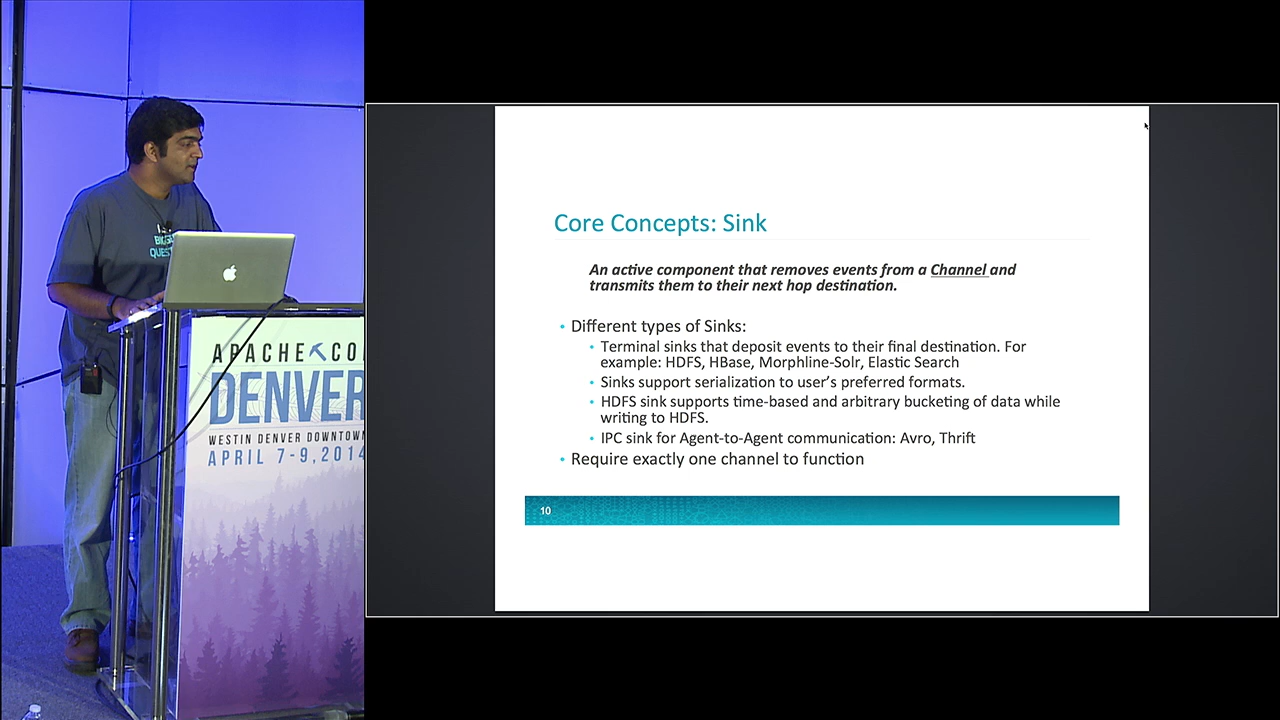 BIG
QUES
APACHE CO
DENVER
WESTIN DENVER DOWNTOWN
APRIL 7-9, 2014
Core Concepts: Sink
An active component that removes events from a Channel and
transmits them to their next hop destination.
• Different types of Sinks:
• Terminal sinks that deposit events to their final destination. For
example: HDFS, HBase, Morphline-Solr, Elastic Search
• Sinks support serialization to user's preferred formats.
• HDFS sink supports time-based and arbitrary bucketing of data while
writing to HDFS.
• IPC sink for Agent-to-Agent communication: Avro, Thrift
• Require exactly one channel to function
10